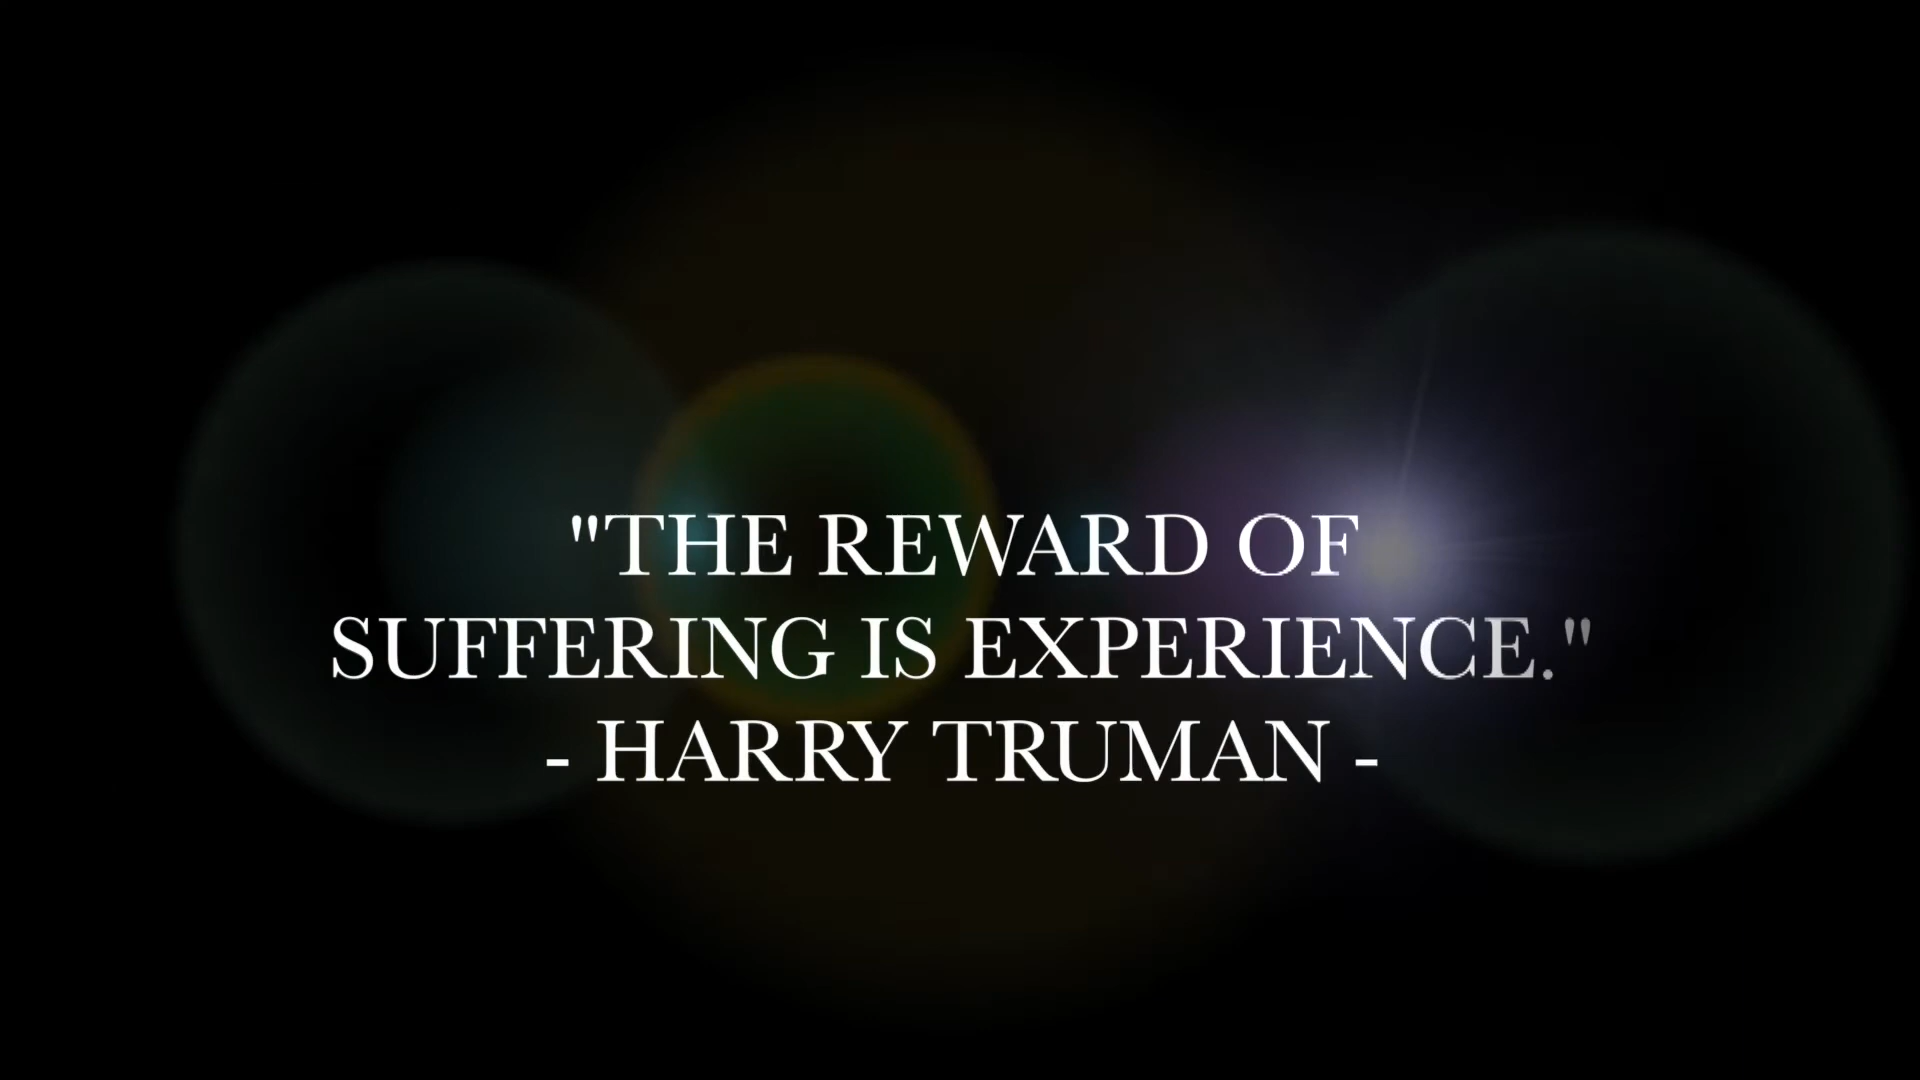 "THE REWARD OF
SUFFERING IS EXPERIENCE."
- HARRY TRUMAN -